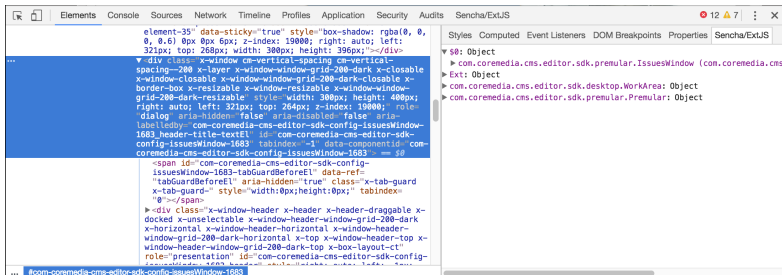 Elements Console Sources Network Timeline Profiles Application Security Audits Sencha/ExtJS 12 4
element-35" data-sticky="true" style="box-shadow: rgba(0, 0,
0, 0.6) 0px 0px 6px; z-index: 19000; right: auto; left:
321px; top: 268px; width: 300px; height: 396px;"></div>
... ▼<div class="x-window cm-vertical-spacing cm-vertical-
spacing--200 x-layer x-window-window-grid-200-dark x-closable
x-window-closable x-window-window-grid-200-dark-closable x-
border-box x-resizable x-window-resizable x-window-window-
grid-200-dark-resizable" style="width: 300px; height: 400px;
right: auto; left: 321px; top: 264px; z-index: 19000;" role=
"dialog" aria-hidden="false" aria-disabled="false" aria-
labelledby="com-coremedia-cms-editor-sdk-config-issuesWindow-
1683_header-title-textEl" id="com-coremedia-cms-editor-sdk-
config-issuesWindow-1683" tabindex="-1" data-componentid="com-
coremedia-cms-editor-sdk-config-issuesWindow-1683"> == $0
<span id="com-coremedia-cms-editor-sdk-config-
issuesWindow-1683-tabGuardBeforeEl" data-ref=
"tabGuardBeforeEl" aria-hidden="true" class="x-tab-guard
x-tab-guard-" style="width:0px;height:0px;" tabindex=
"0"></span>
▶<div class="x-window-header x-header x-header-draggable x-
docked x-unselectable x-window-header-window-grid-200-dark
x-horizontal x-window-header-horizontal x-window-header-
window-grid-200-dark-horizontal x-top x-window-header-top x-
window-header-window-grid-200-dark-top x-box-layout-ct"
role="presentation" id="com-coremedia-cms-editor-sdk-config-
... #com-coremedia-cms-editor-sdk-config-issuesWindow-1683
Styles Computed Event Listeners DOM Breakpoints Properties Sencha/ExtJS
▼$0: Object
▶com.coremedia.cms.editor.sdk.premular.IssuesWindow (com.coremedia.cms
▶Ext: Object
▶com.coremedia.cms.editor.sdk.desktop.WorkArea: Object
▶com.coremedia.cms.editor.sdk.premular.Premular: Object